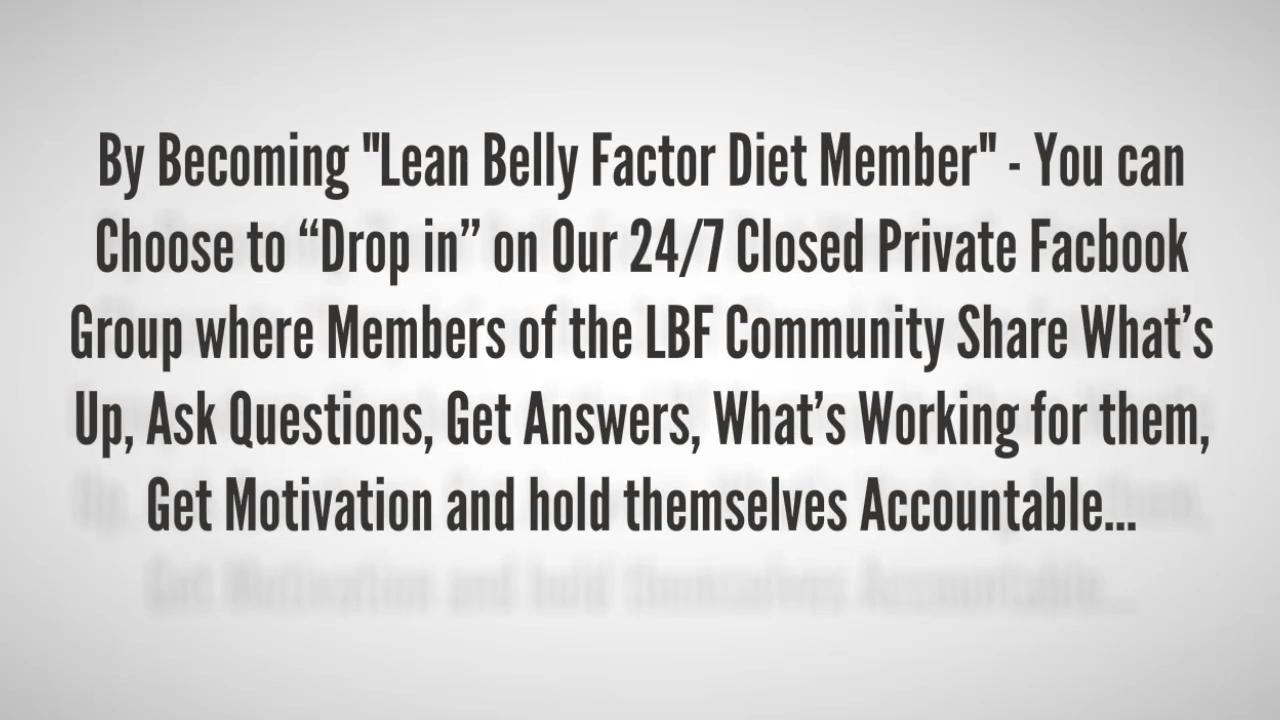 By Becoming "Lean Belly Factor Diet Member" - You can
Choose to “Drop in” on Our 24/7 Closed Private Facbook
Group where Members of the LBF Community Share What’s
Up, Ask Questions, Get Answers, What’s Working for them,
Get Motivation and hold themselves Accountable...